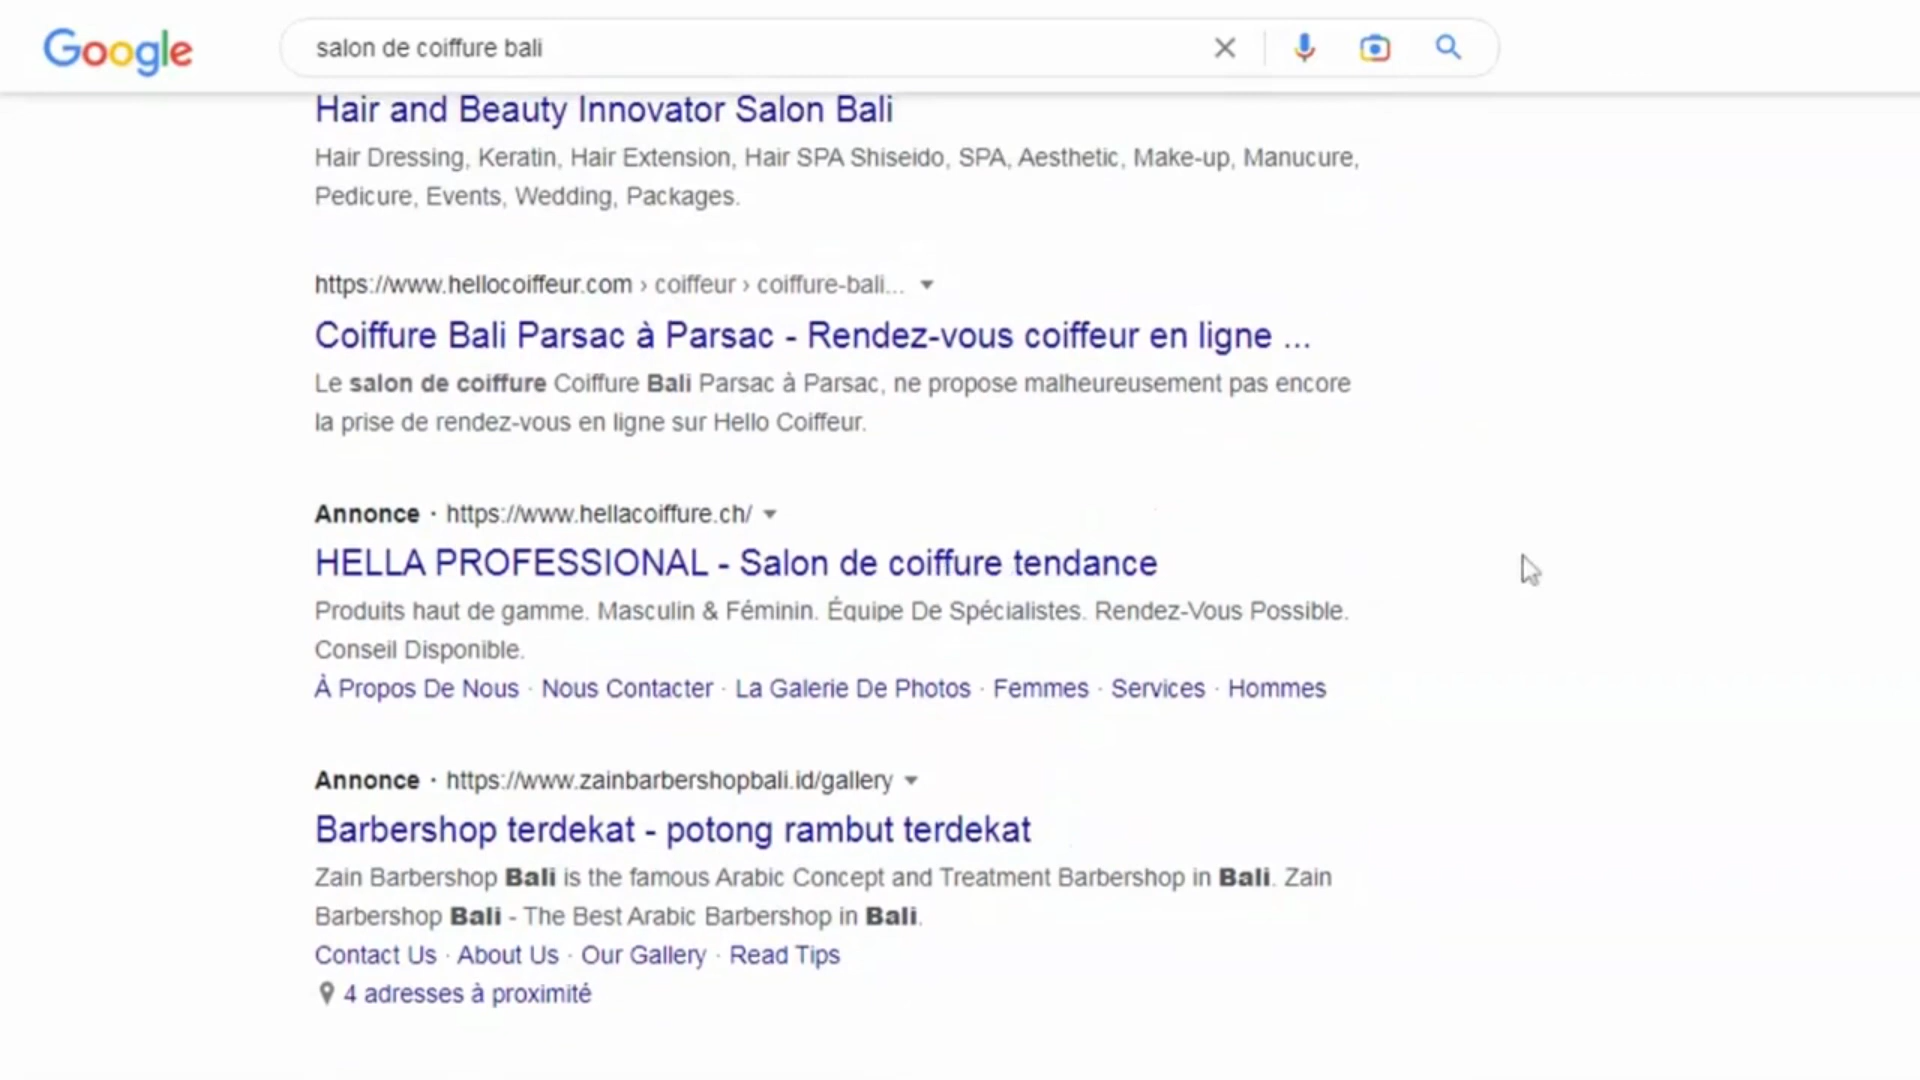 Google
salon de coiffure bali
Hair and Beauty Innovator Salon Bali
Hair Dressing, Keratin, Hair Extension, Hair SPA Shiseido, SPA, Aesthetic, Make-up, Manucure,
Pedicure, Events, Wedding, Packages.
https://www.hellocoiffeur.com › coiffeur › coiffure-bali...
Coiffure Bali Parsac à Parsac - Rendez-vous coiffeur en ligne ...
Le salon de coiffure Coiffure Bali Parsac à Parsac, ne propose malheureusement pas encore
la prise de rendez-vous en ligne sur Hello Coiffeur.
Annonce · https://www.hellacoiffure.ch/
HELLA PROFESSIONAL - Salon de coiffure tendance
Produits haut de gamme. Masculin & Féminin. Équipe De Spécialistes. Rendez-Vous Possible.
Conseil Disponible.
À Propos De Nous · Nous Contacter · La Galerie De Photos · Femmes · Services · Hommes
Annonce · https://www.zainbarbershopbali.id/gallery
Barbershop terdekat - potong rambut terdekat
Zain Barbershop Bali is the famous Arabic Concept and Treatment Barbershop in Bali. Zain
Barbershop Bali - The Best Arabic Barbershop in Bali.
Contact Us · About Us · Our Gallery · Read Tips
4 adresses à proximité